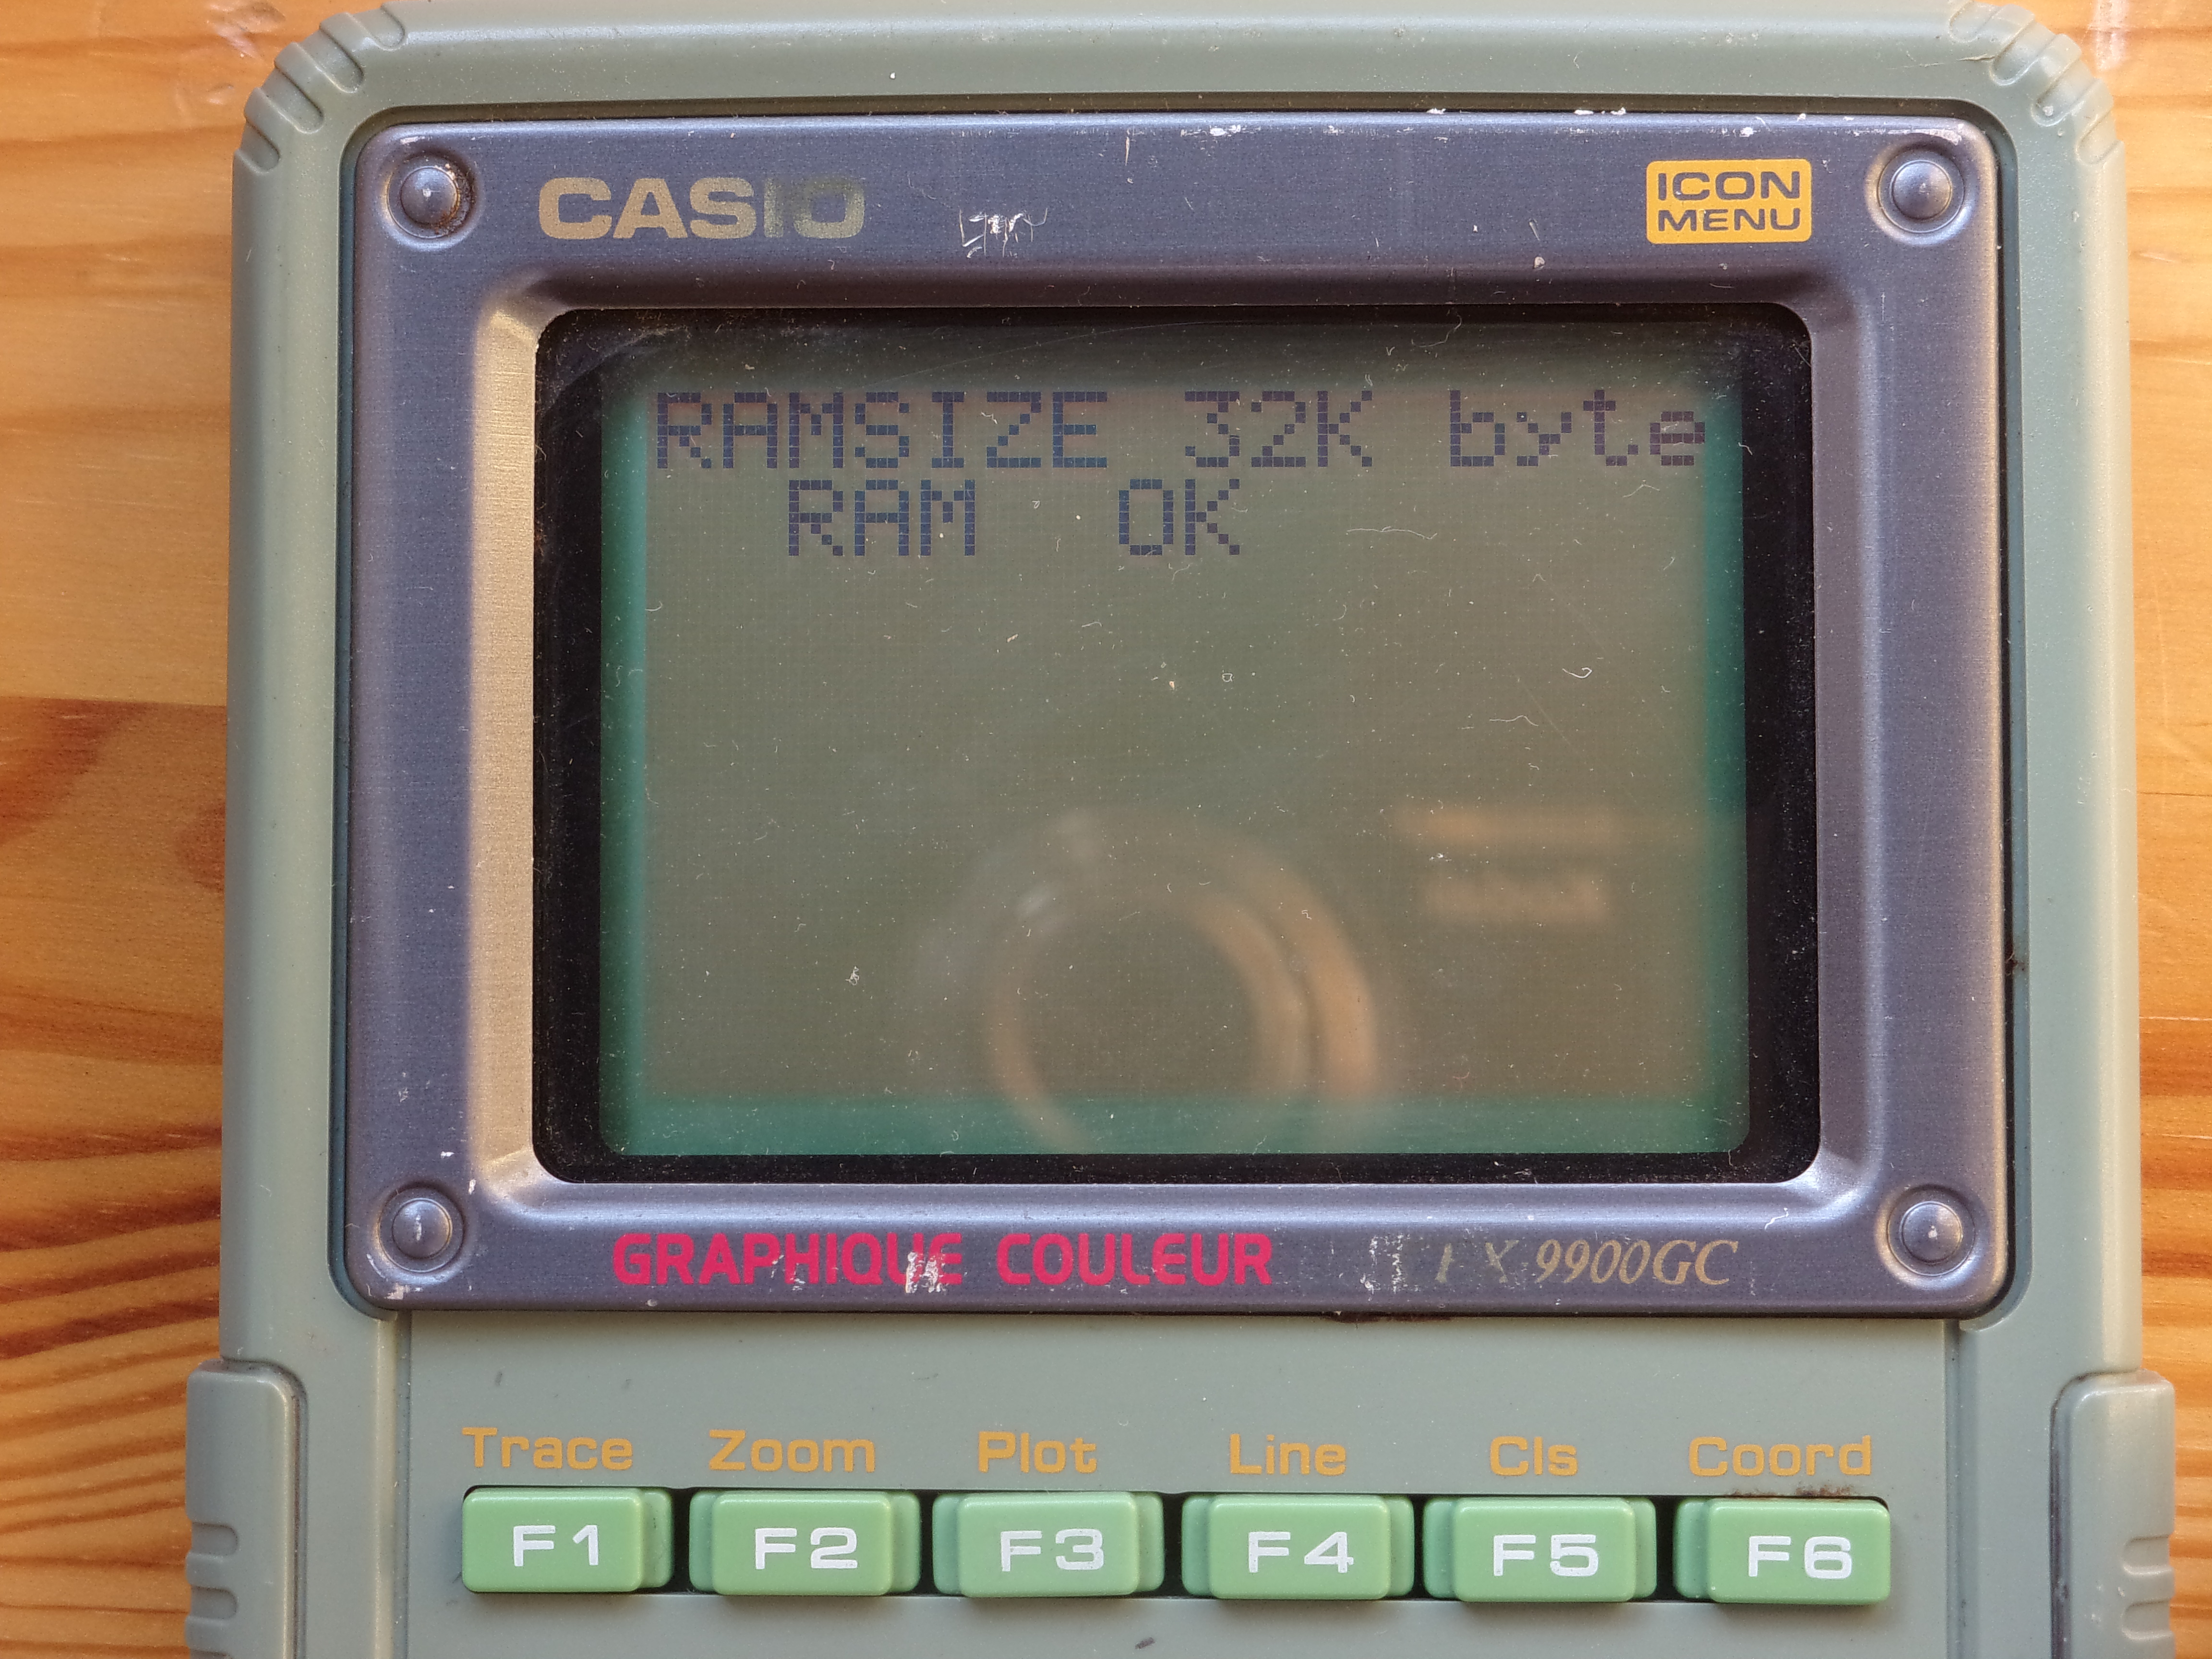 CASIO
ICON
MENU
RAMSIZE 32K byte
RAM OK
GRAPHIQUE COULEUR FX-9900GC
Trace Zoom Plot Line Cls Coord
F1 F2 F3 F4 F5 F6